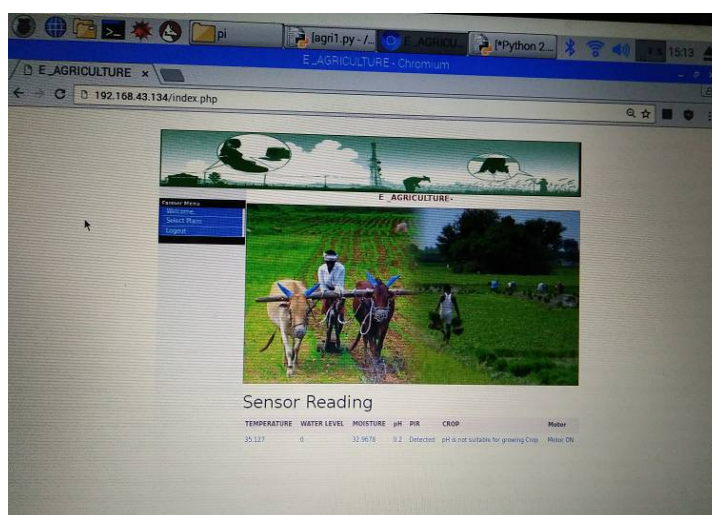 pi
[agri1.py - /...
E_AGRICU...
[*Python 2....
15:13
E_AGRICULTURE - Chromium
E_AGRICULTURE ×
192.168.43.134/index.php
E _AGRICULTURE-
Farmer Menu
Welcome
Select Plant
Logout
Sensor Reading
TEMPERATURE WATER LEVEL MOISTURE pH PIR CROP Motor
35.127 0 32.9678 0.2 Detected pH is not suitable for growing Crop Motor ON